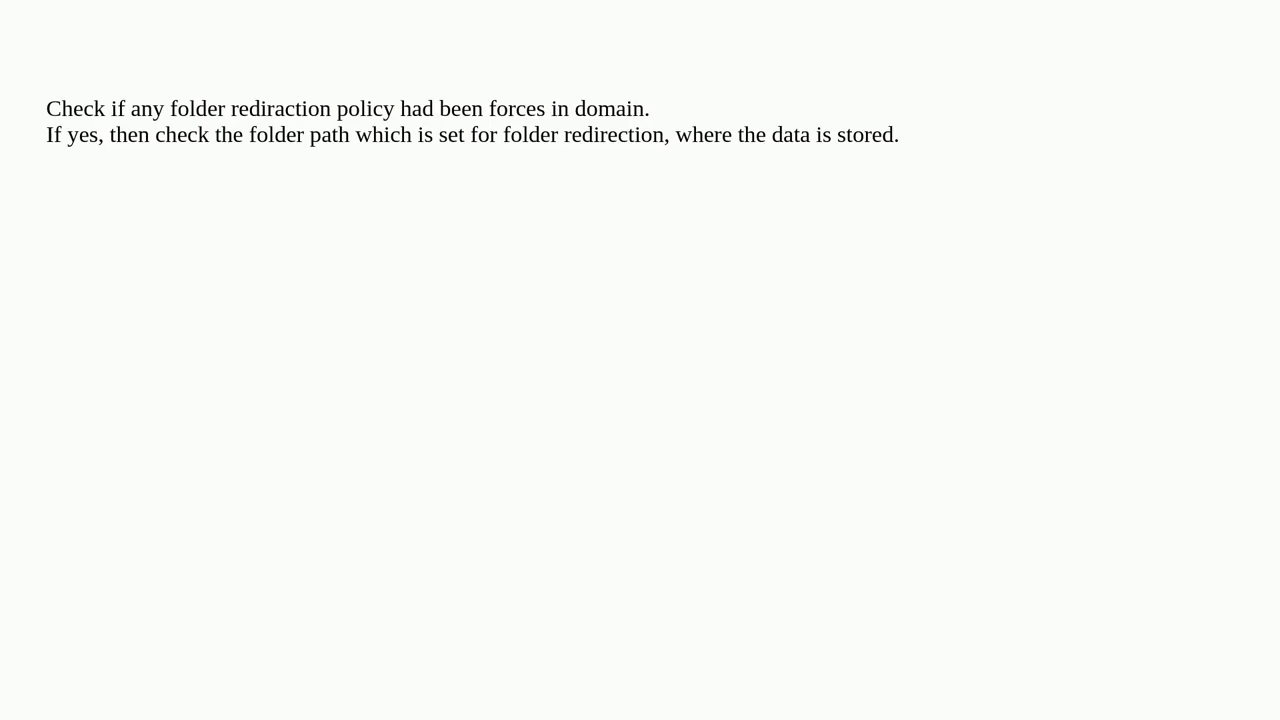 Check if any folder rediraction policy had been forces in domain.
If yes, then check the folder path which is set for folder redirection, where the data is stored.